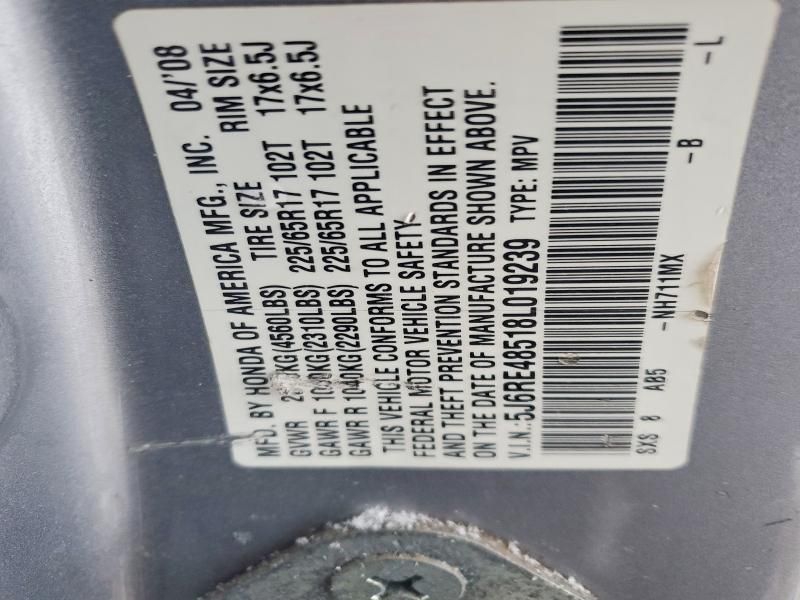 MFD. BY HONDA OF AMERICA MFG., INC. 04/'08
GVWR (4560LBS) TIRE SIZE RIM SIZE
GAWR F KG(2310LBS) 225/65R17 102T 17x6.5J
GAWR R 1040KG(2290LBS) 225/65R17 102T 17x6.5J
THIS VEHICLE CONFORMS TO ALL APPLICABLE
FEDERAL MOTOR VEHICLE SAFETY
AND THEFT PREVENTION STANDARDS IN EFFECT
ON THE DATE OF MANUFACTURE SHOWN ABOVE.
V.I.N.:5J6RE48518L019239 TYPE: MPV
SXS 8 AB5 -NH711MX -B -L